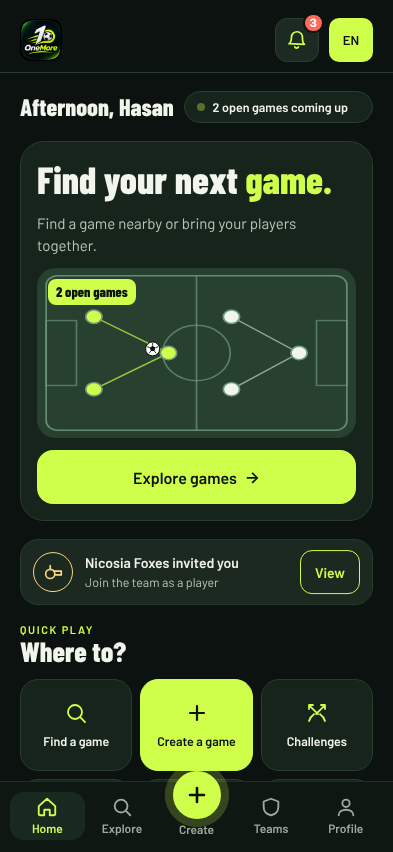 OneMore
3
EN
Afternoon, Hasan
2 open games coming up
Find your next game.
Find a game nearby or bring your players
together.
2 open games
Explore games →
Nicosia Foxes invited you
Join the team as a player
View
QUICK PLAY
Where to?
Find a game
Create a game
Challenges
Home
Explore
Create
Teams
Profile